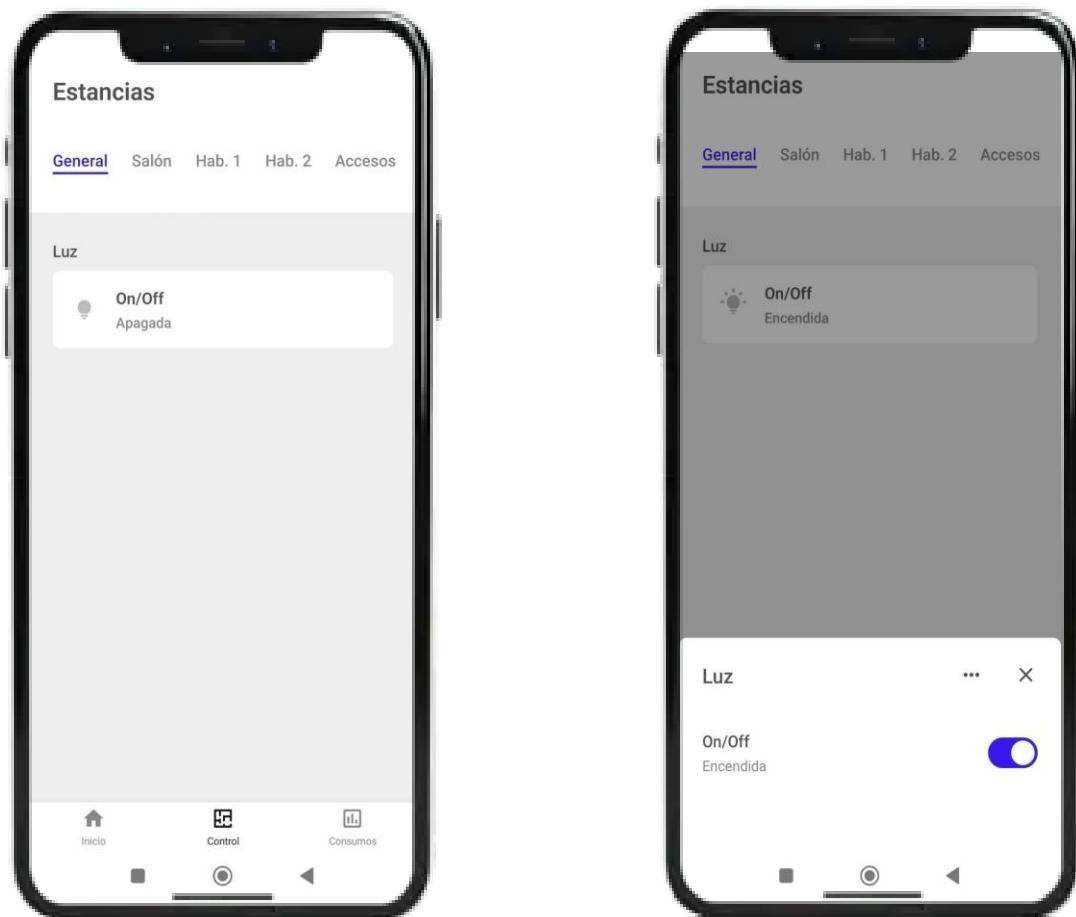 Estancias
General Salón Hab. 1 Hab. 2 Accesos
Luz
On/Off
Apagada
Inicio Control Consumos
Estancias
General Salón Hab. 1 Hab. 2 Accesos
Luz
On/Off
Encendida
Luz
On/Off
Encendida